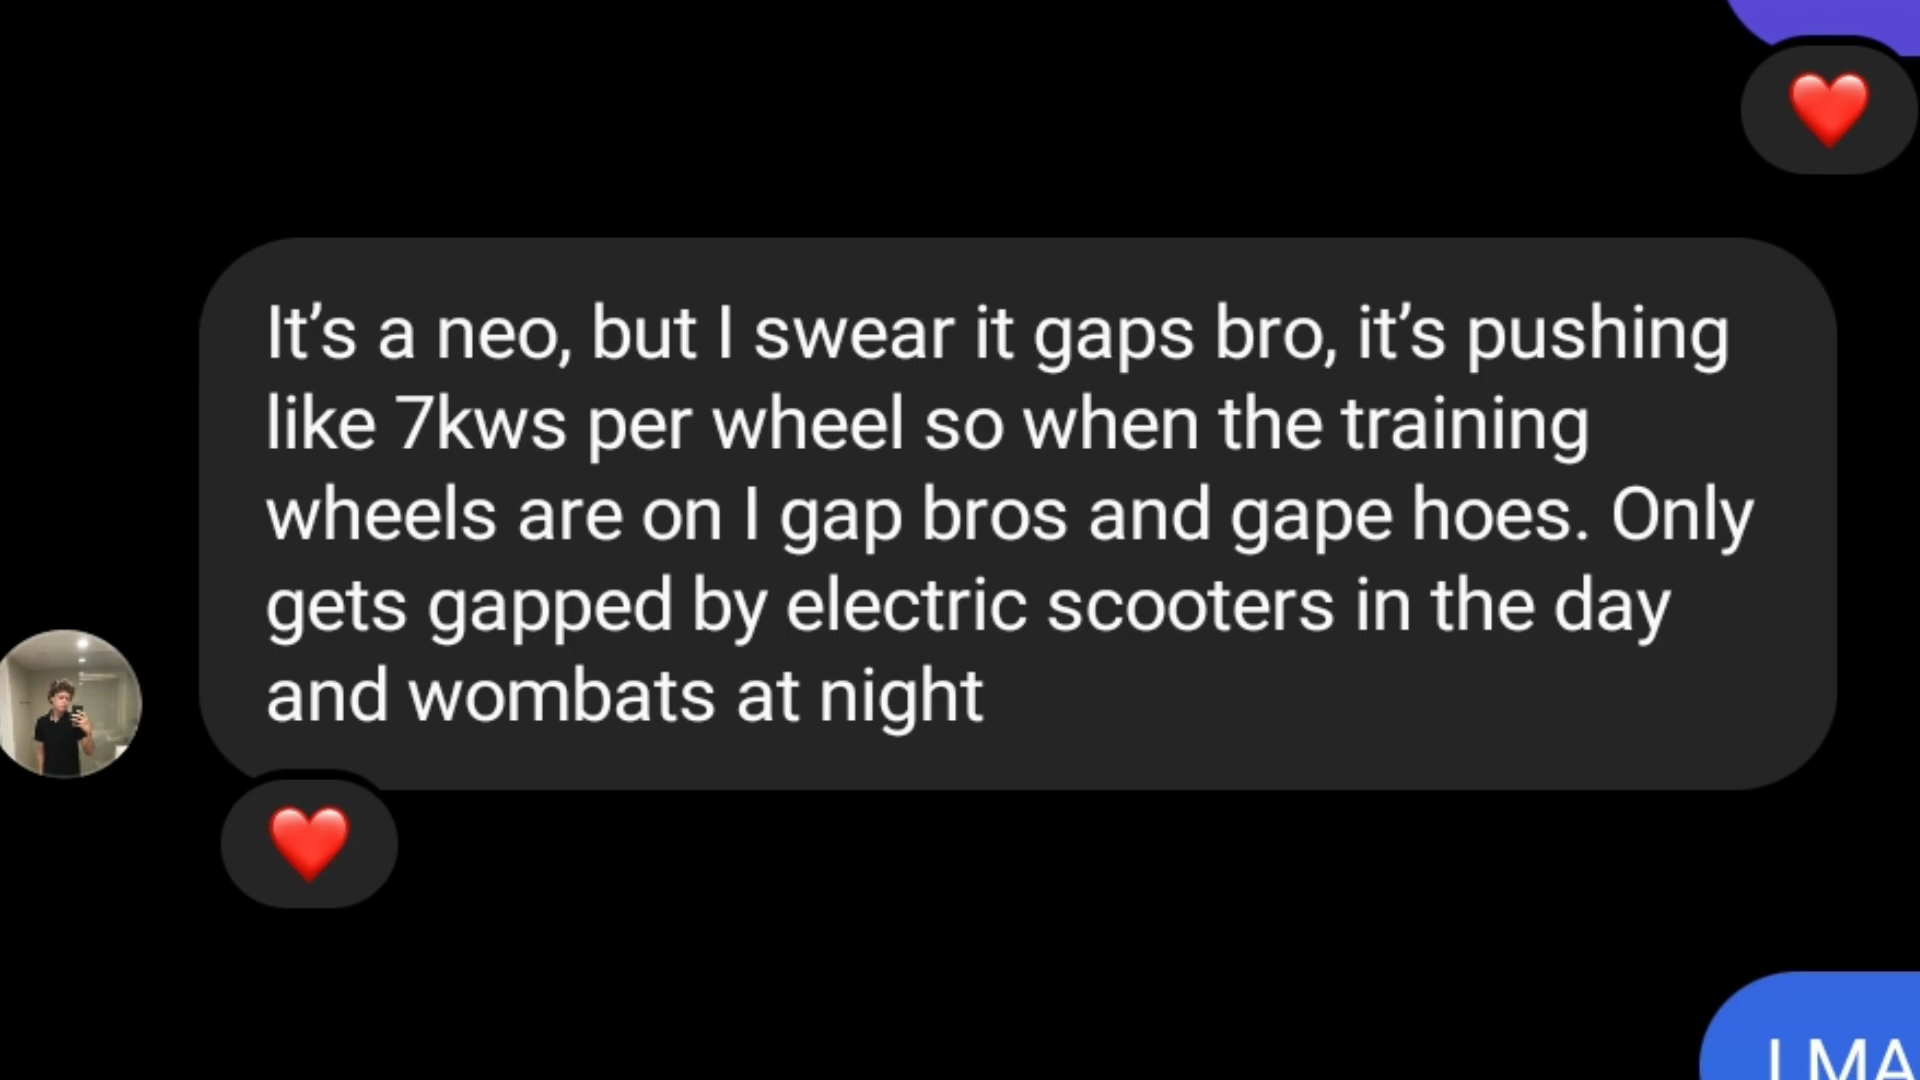 It’s a neo, but I swear it gaps bro, it’s pushing
like 7kws per wheel so when the training
wheels are on I gap bros and gape hoes. Only
gets gapped by electric scooters in the day
and wombats at night